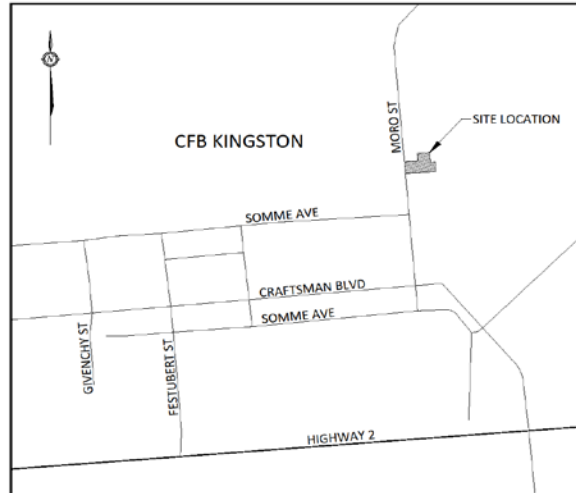 N
CFB KINGSTON
MORO ST
SITE LOCATION
SOMME AVE
CRAFTSMAN BLVD
SOMME AVE
GIVENCHY ST
FESTUBERT ST
HIGHWAY 2